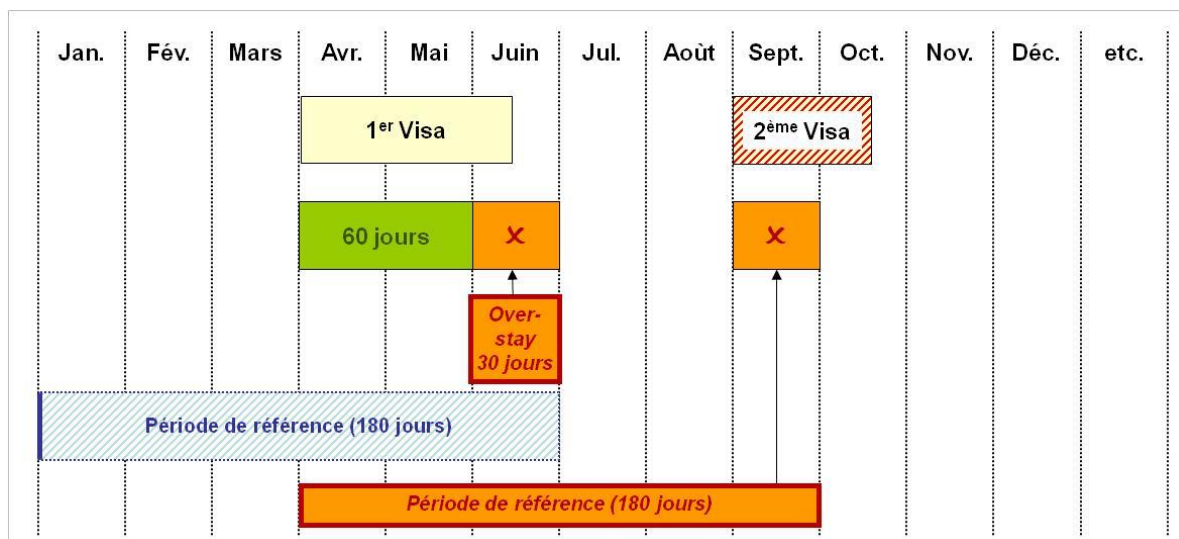 Jan. Fév. Mars Avr. Mai Juin Jul. Aoùt Sept. Oct. Nov. Déc. etc.
1er Visa
2ème Visa
60 jours
x
x
Over-
stay
30 jours
Période de référence (180 jours)
Période de référence (180 jours)